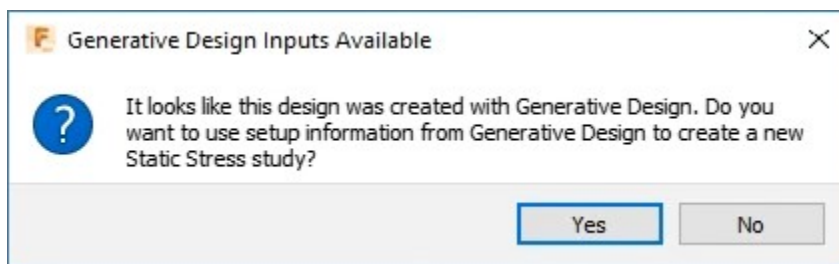 Generative Design Inputs Available
It looks like this design was created with Generative Design. Do you
want to use setup information from Generative Design to create a new
Static Stress study?
Yes
No